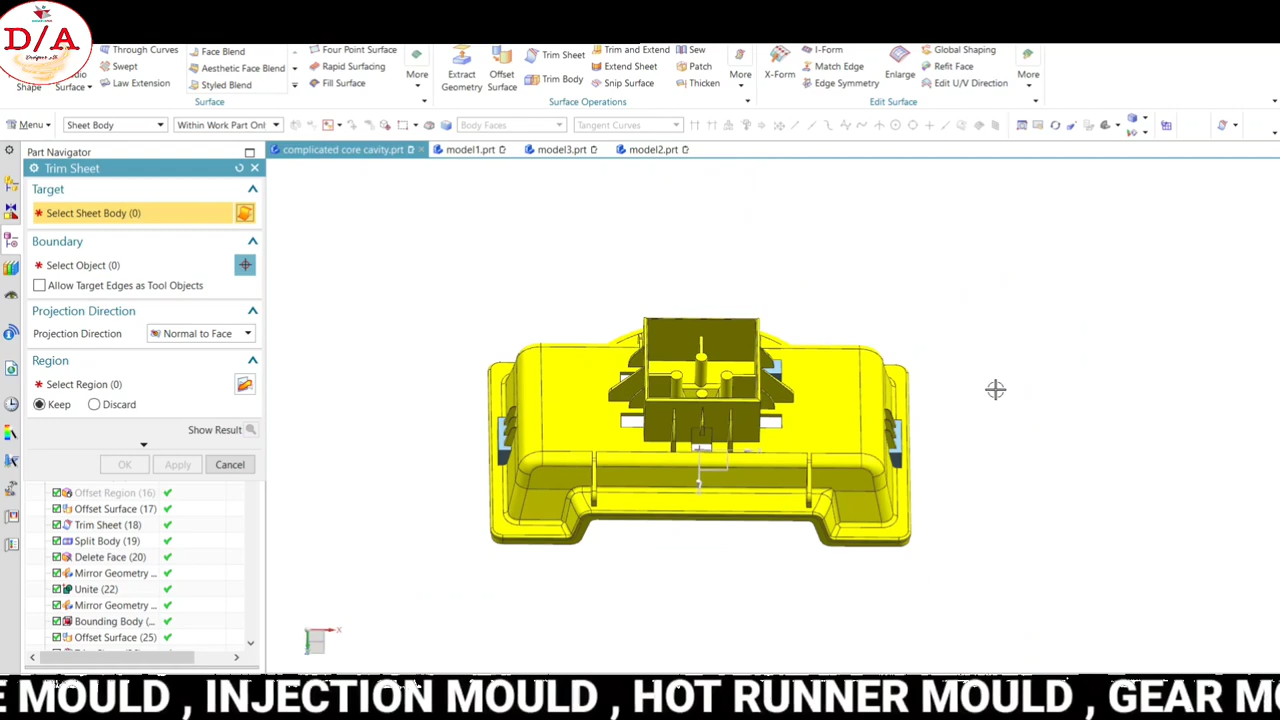 D/A
Through Curves
Swept
Law Extension
Shape
Surface
Face Blend
Aesthetic Face Blend
Styled Blend
Four Point Surface
Rapid Surfacing
Fill Surface
More
Surface
Extract Geometry
Offset Surface
Trim Sheet
Trim Body
Trim and Extend
Extend Sheet
Snip Surface
Sew
Patch
Thicken
More
Surface Operations
X-Form
I-Form
Match Edge
Edge Symmetry
Enlarge
Global Shaping
Refit Face
Edit U/V Direction
More
Edit Surface
Menu
Sheet Body
Within Work Part Onl
Body Faces
Tangent Curves
Part Navigator
complicated core cavity.prt
model1.prt
model3.prt
model2.prt
Trim Sheet
Target
* Select Sheet Body (0)
Boundary
* Select Object (0)
Allow Target Edges as Tool Objects
Projection Direction
Projection Direction
Normal to Face
Region
* Select Region (0)
Keep
Discard
Show Result
OK
Apply
Cancel
Offset Region (16)
Offset Surface (17)
Trim Sheet (18)
Split Body (19)
Delete Face (20)
Mirror Geometry ...
Unite (22)
Mirror Geometry ...
Bounding Body (...
Offset Surface (25)
X
E MOULD , INJECTION MOULD , HOT RUNNER MOULD , GEAR MO